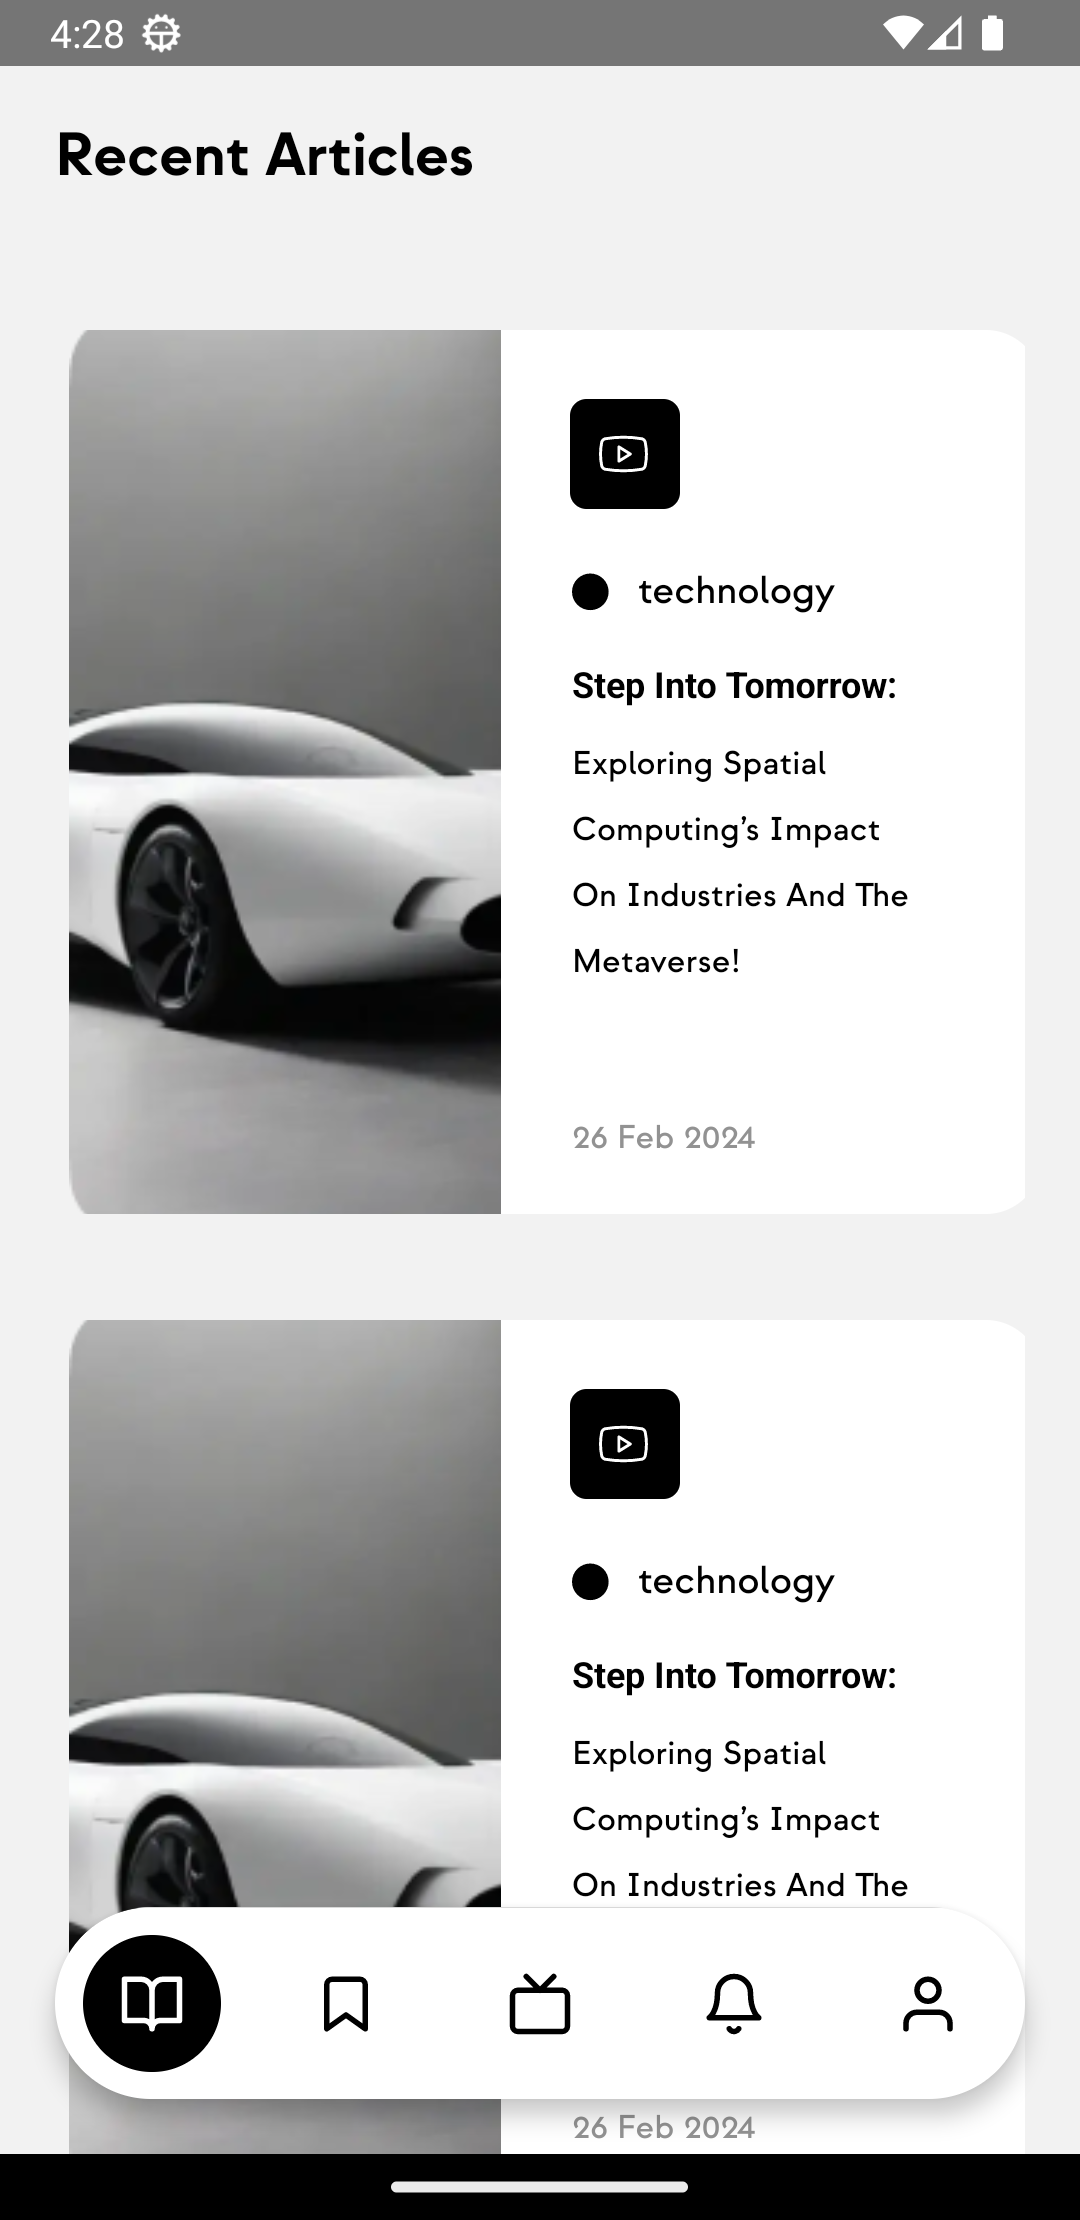 4:28
Recent Articles
technology
Step Into Tomorrow:
Exploring Spatial
Computing’s Impact
On Industries And The
Metaverse!
26 Feb 2024
technology
Step Into Tomorrow:
Exploring Spatial
Computing’s Impact
On Industries And The
26 Feb 2024